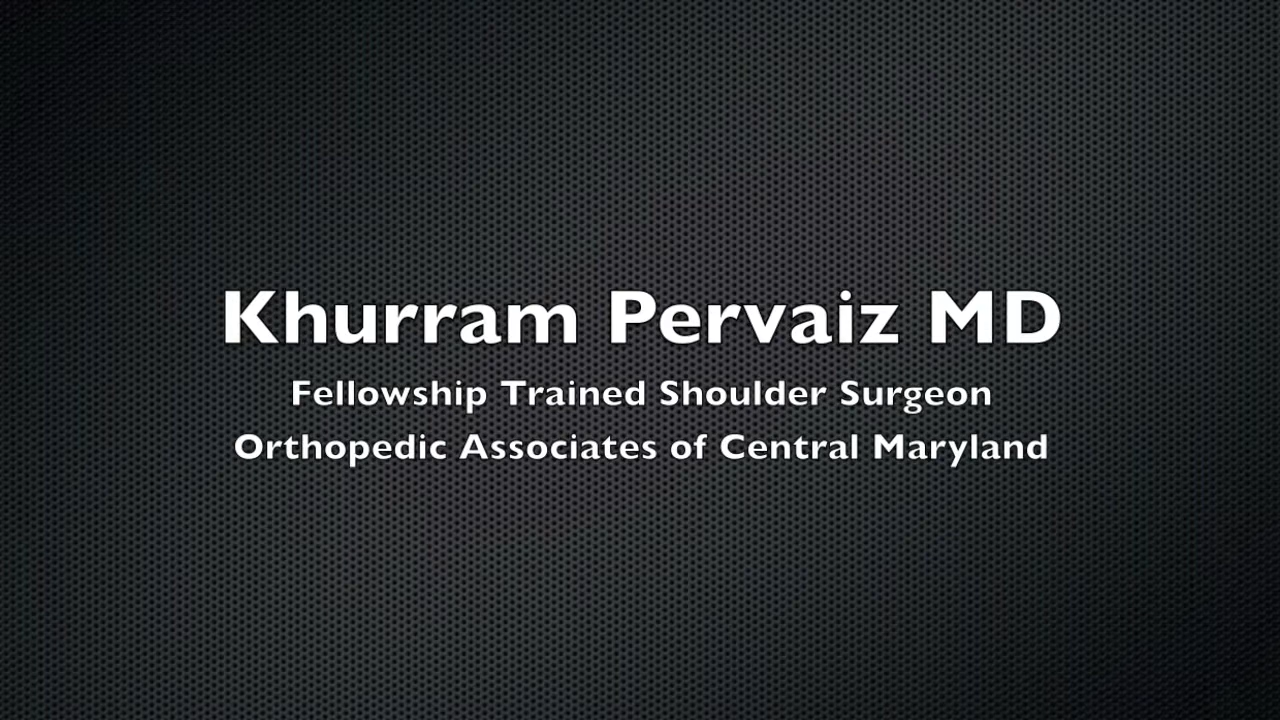 Khurram Pervaiz MD
Fellowship Trained Shoulder Surgeon
Orthopedic Associates of Central Maryland